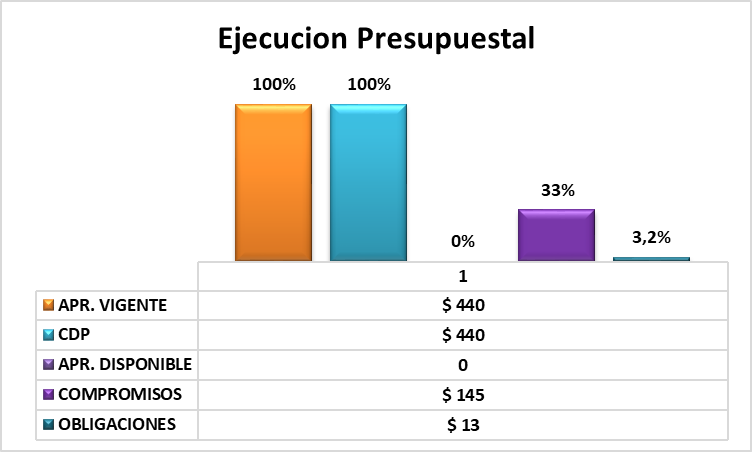 Ejecucion Presupuestal
100%
100%
0%
33%
3,2%
1
APR. VIGENTE $ 440
CDP $ 440
APR. DISPONIBLE 0
COMPROMISOS $ 145
OBLIGACIONES $ 13